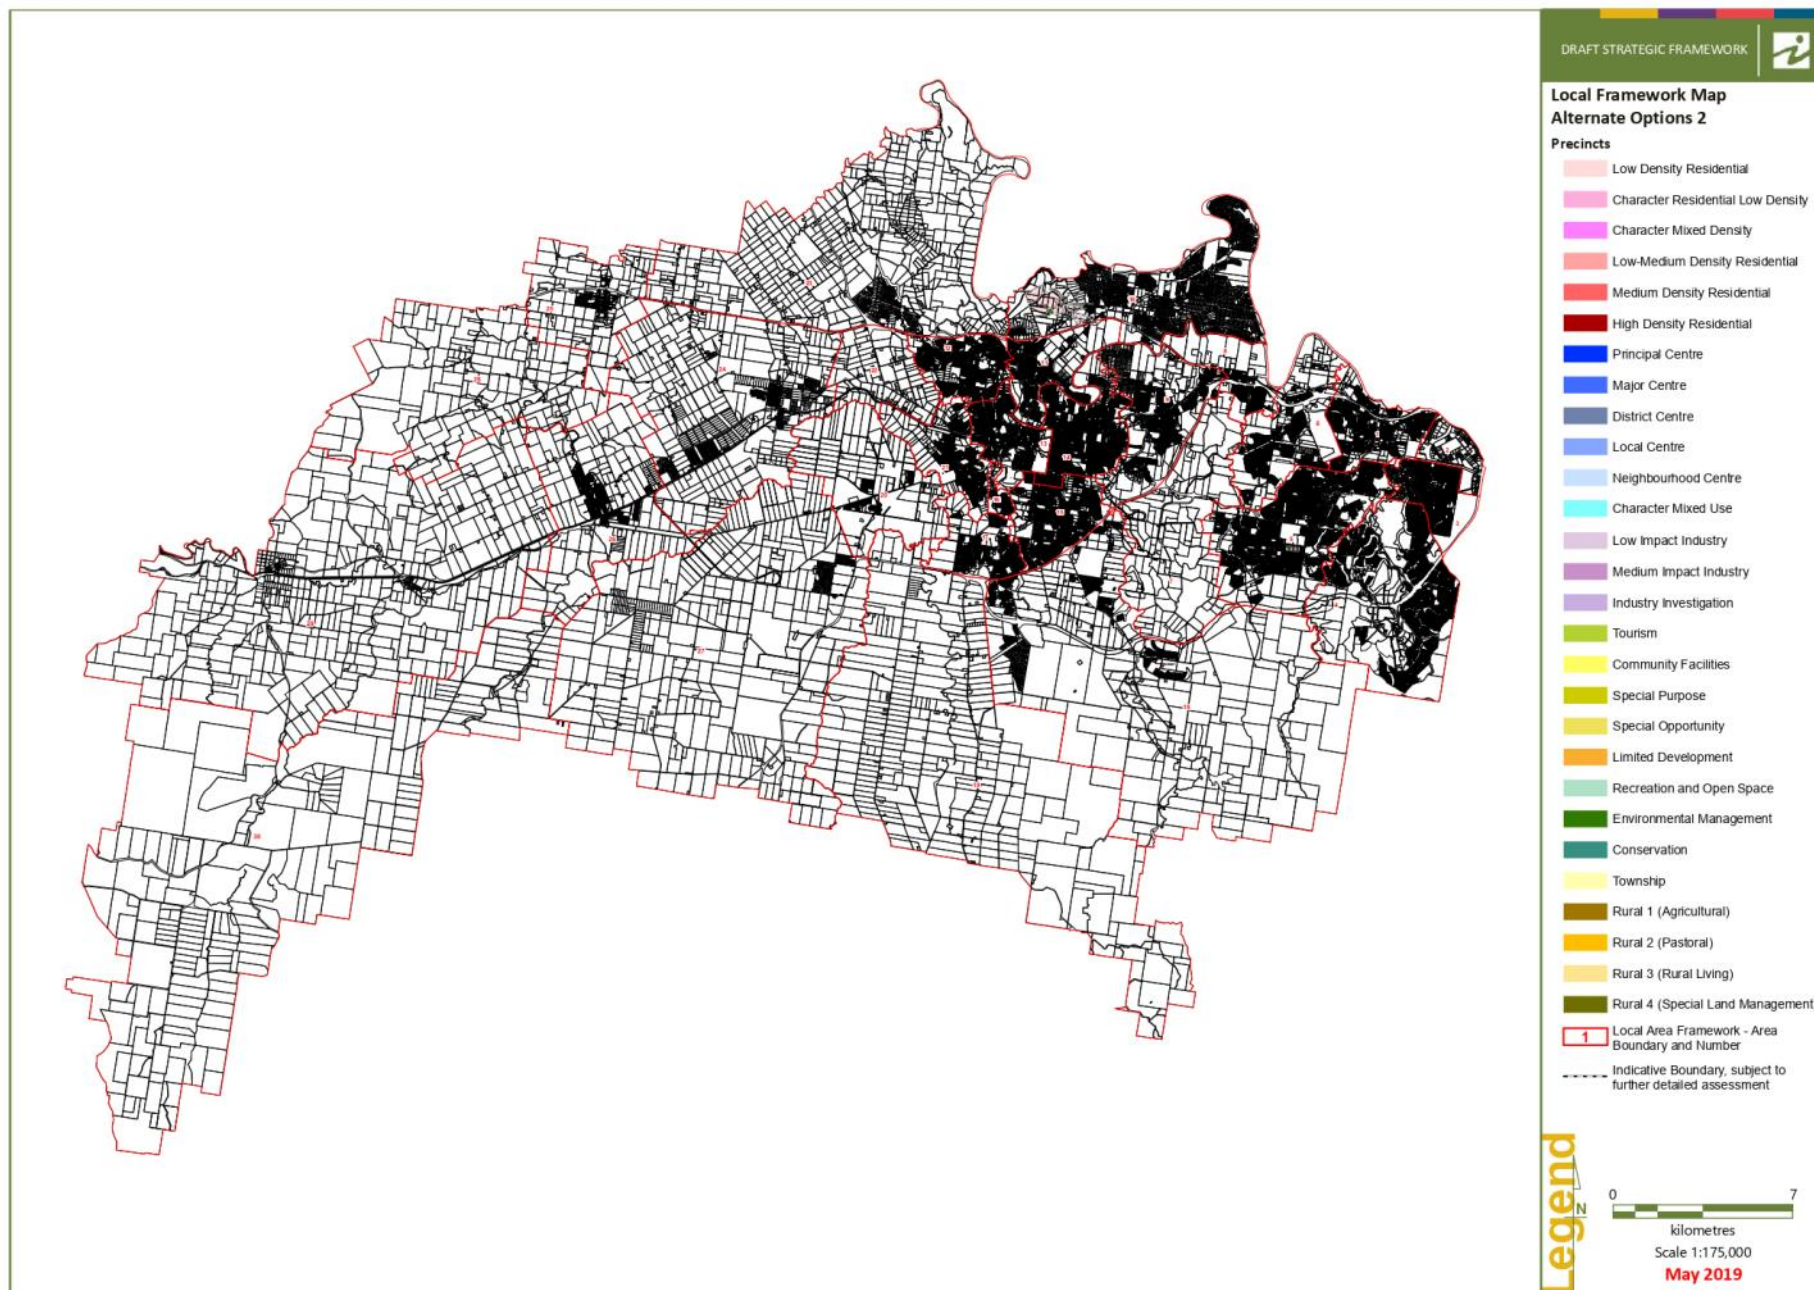 DRAFT STRATEGIC FRAMEWORK
Local Framework Map
Alternate Options 2
Precincts
Low Density Residential
Character Residential Low Density
Character Mixed Density
Low-Medium Density Residential
Medium Density Residential
High Density Residential
Principal Centre
Major Centre
District Centre
Local Centre
Neighbourhood Centre
Character Mixed Use
Low Impact Industry
Medium Impact Industry
Industry Investigation
Tourism
Community Facilities
Special Purpose
Special Opportunity
Limited Development
Recreation and Open Space
Environmental Management
Conservation
Township
Rural 1 (Agricultural)
Rural 2 (Pastoral)
Rural 3 (Rural Living)
Rural 4 (Special Land Management
1
Local Area Framework - Area
Boundary and Number
Indicative Boundary, subject to
further detailed assessment
Legend
N
0 7
kilometres
Scale 1:175,000
May 2019